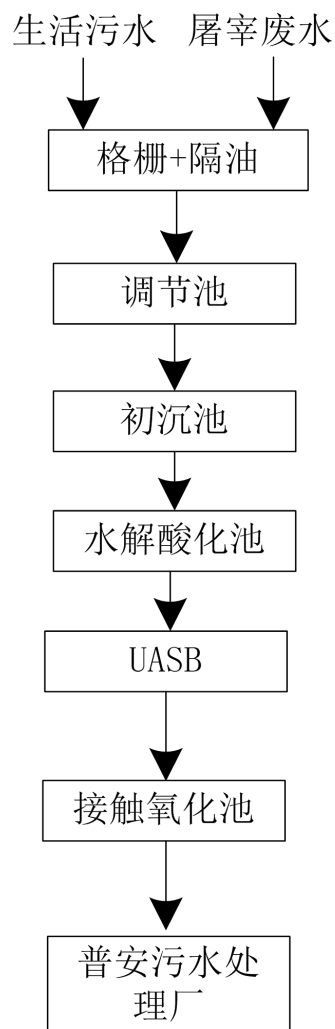 生活污水 屠宰废水
格栅+隔油
调节池
初沉池
水解酸化池
UASB
接触氧化池
普安污水处
理厂